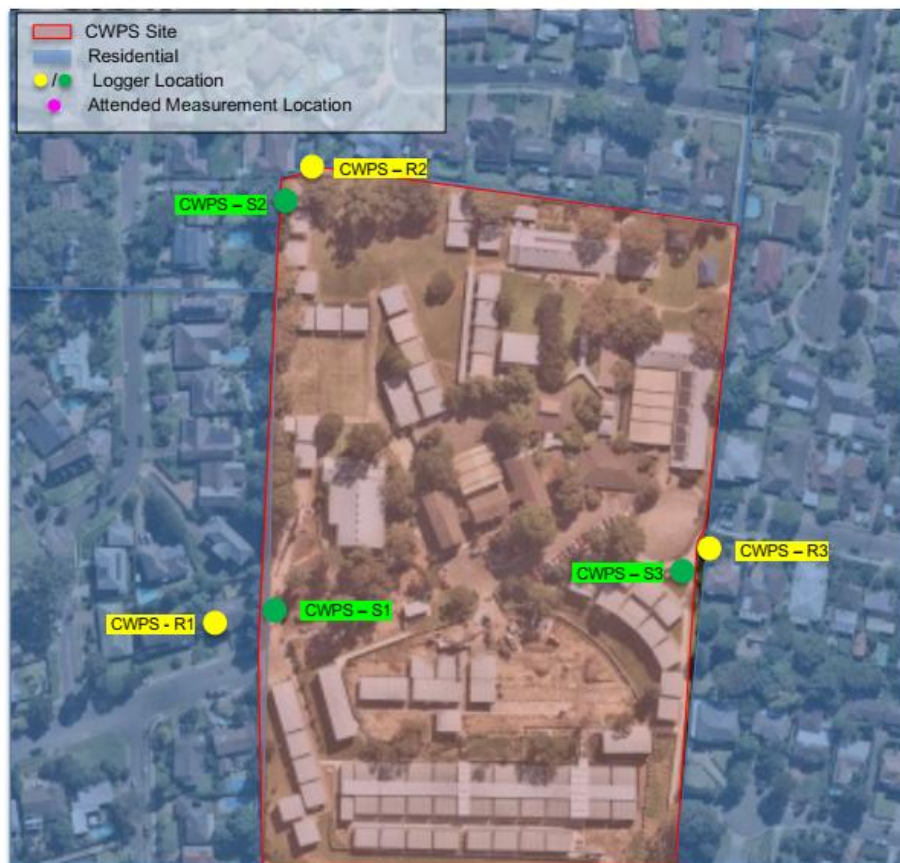 CWPS Site
Residential
/ Logger Location
Attended Measurement Location
CWPS – R2
CWPS – S2
CWPS – R3
CWPS – S3
CWPS – S1
CWPS - R1